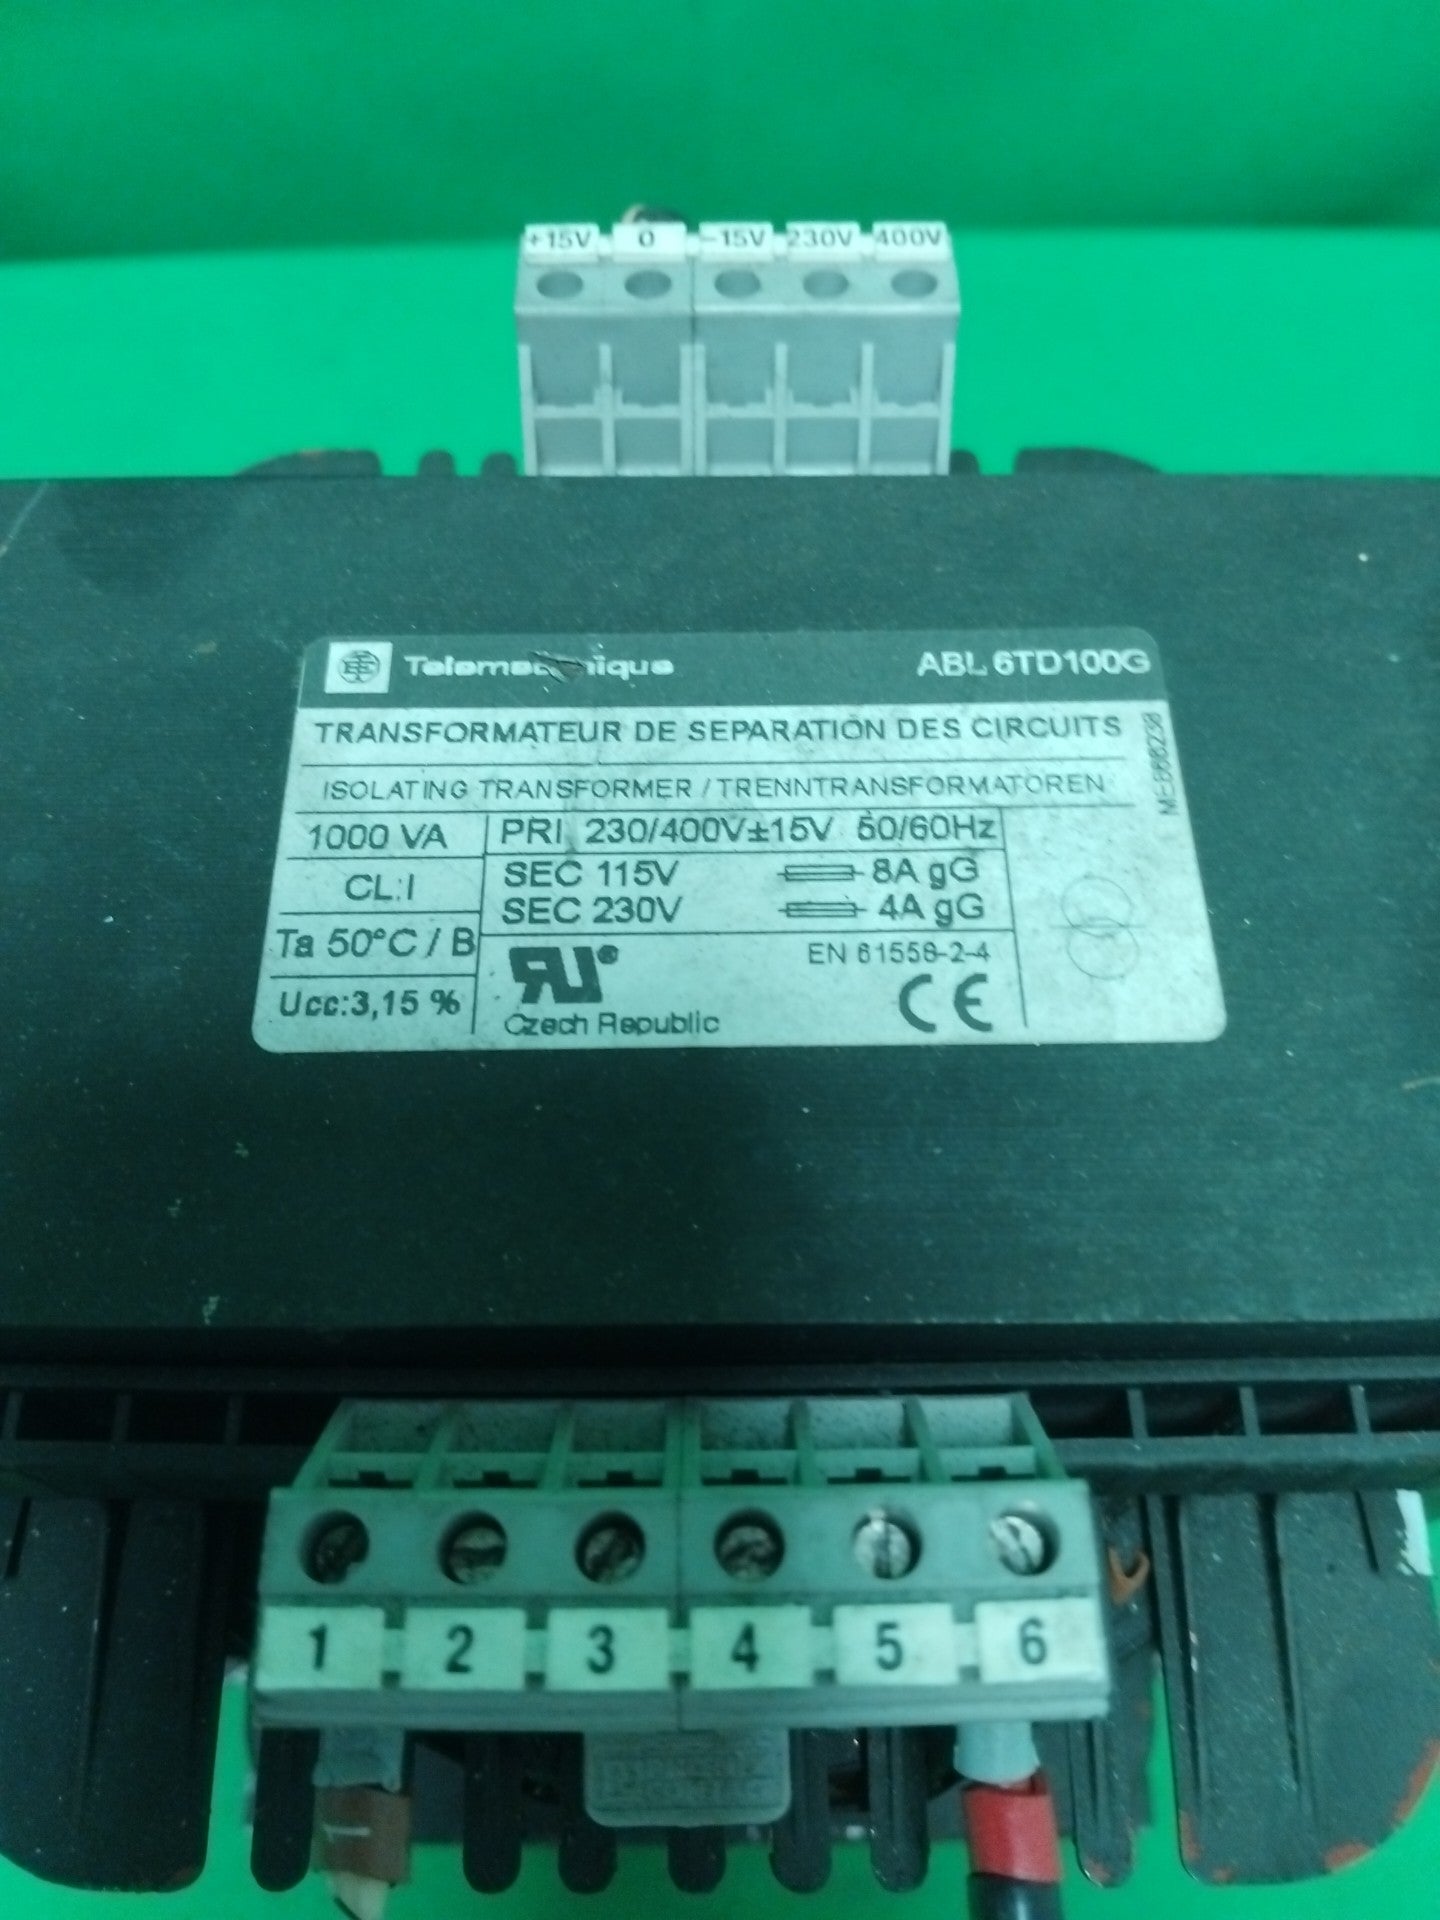 +15V 0 -15V 230V 400V
Telemecanique ABL 6TD100G
TRANSFORMATEUR DE SEPARATION DES CIRCUITS
ISOLATING TRANSFORMER / TRENNTRANSFORMATOREN
1000 VA PRI 230/400V±15V 50/60Hz
CL:I SEC 115V 8A gG
SEC 230V 4A gG
Ta 50°C / B
EN 61558-2-4
Ucc:3,15 %
RU®
Czech Republic CE
1 2 3 4 5 6